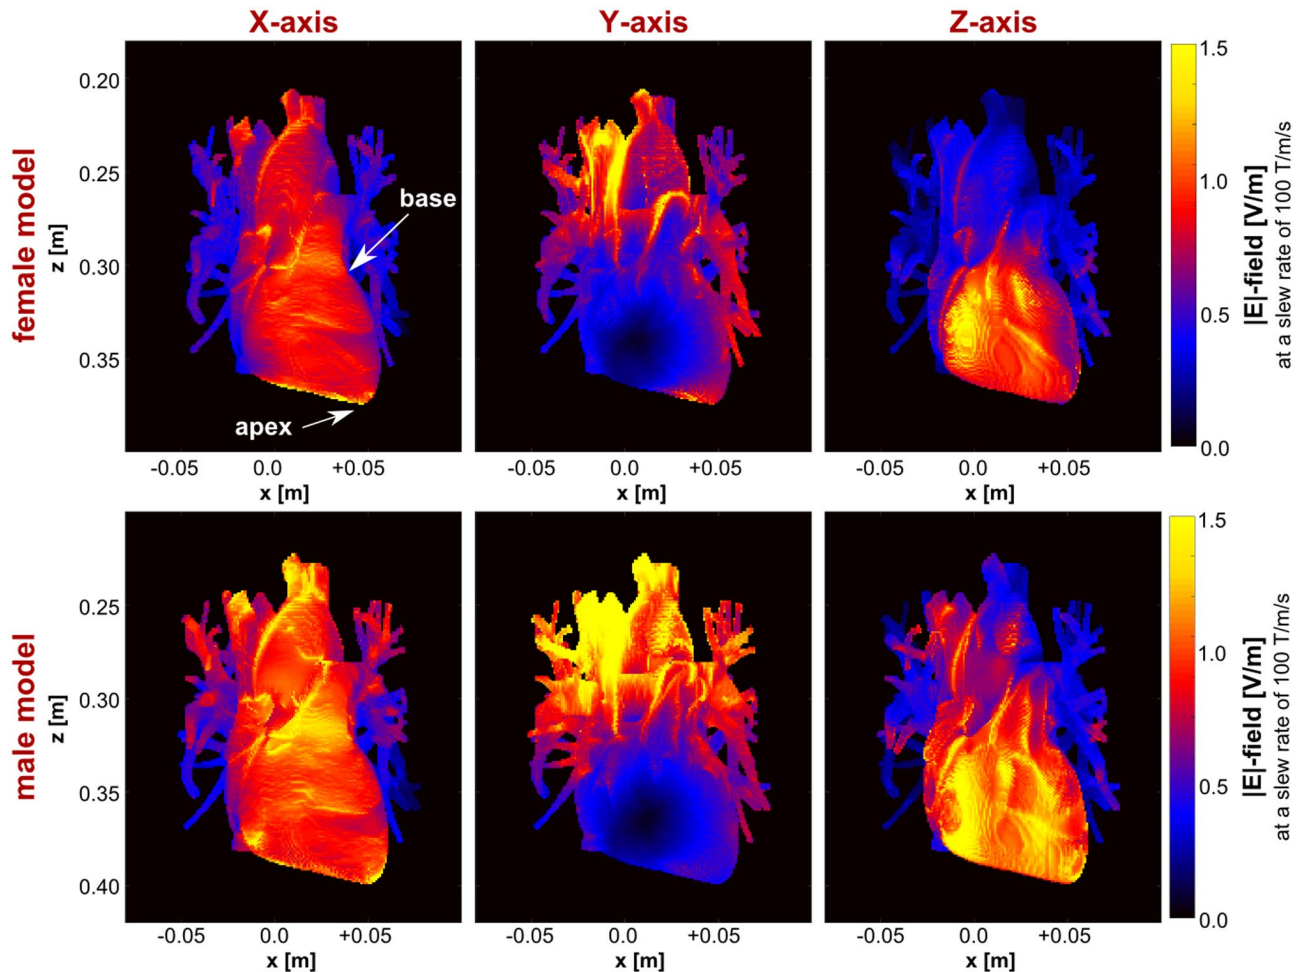 X-axis
Y-axis
Z-axis
female model
z [m]
0.20
0.25
0.30
0.35
base
apex
-0.05 0.0 +0.05
x [m]
-0.05 0.0 +0.05
x [m]
-0.05 0.0 +0.05
x [m]
1.5
1.0
0.5
0.0
|E|-field [V/m]
at a slew rate of 100 T/m/s
male model
z [m]
0.25
0.30
0.35
0.40
-0.05 0.0 +0.05
x [m]
-0.05 0.0 +0.05
x [m]
-0.05 0.0 +0.05
x [m]
1.5
1.0
0.5
0.0
|E|-field [V/m]
at a slew rate of 100 T/m/s